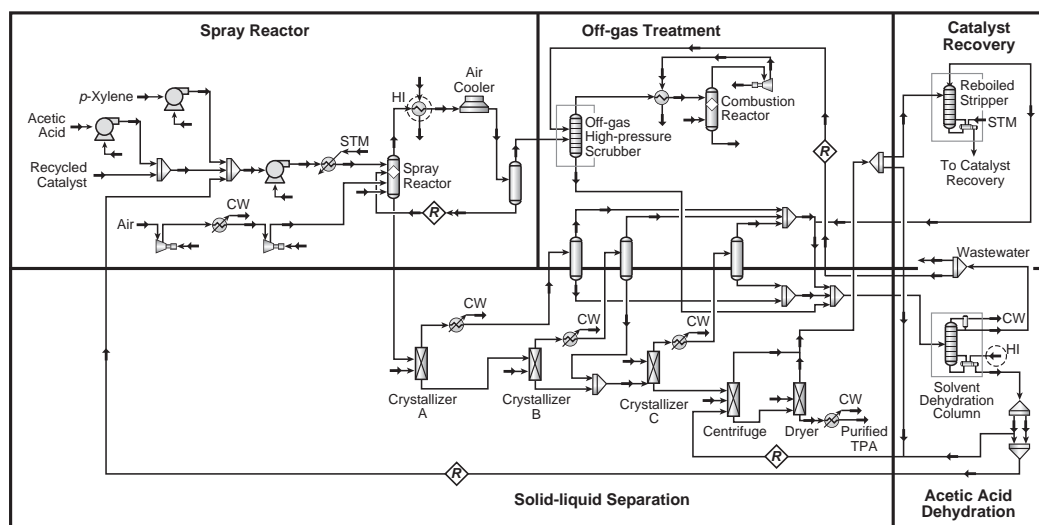 Spray Reactor
Off-gas Treatment
Catalyst
Recovery
p-Xylene
Acetic
Acid
Recycled
Catalyst
Air
CW
STM
HI
Air
Cooler
Spray
Reactor
R
Off-gas
High-pressure
Scrubber
Combustion
Reactor
R
Reboiled
Stripper
STM
To Catalyst
Recovery
Wastewater
CW
HI
Solvent
Dehydration
Column
CW
Crystallizer
A
CW
Crystallizer
B
CW
Crystallizer
C
Centrifuge
Dryer
CW
Purified
TPA
R
R
Solid-liquid Separation
Acetic Acid
Dehydration